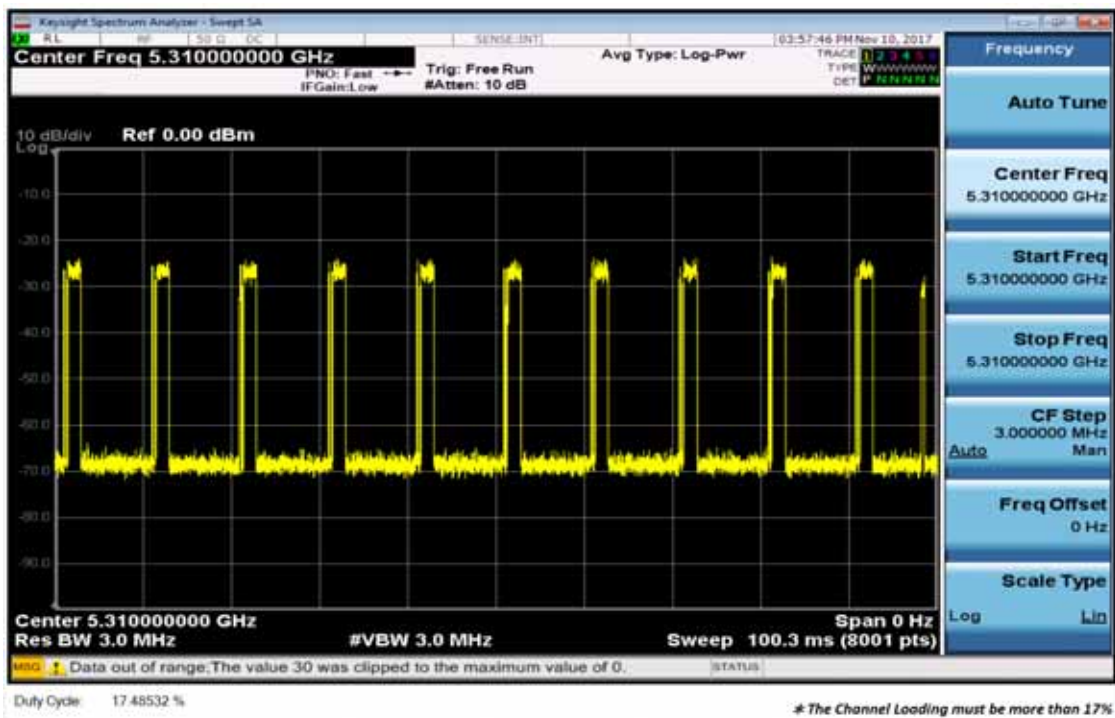 Keysight Spectrum Analyzer - Swept SA
RL RF 50 Ω DC SENSE:INT 03:57:46 PM Nov 10, 2017
Center Freq 5.310000000 GHz Avg Type: Log-Pwr TRACE 1 2 3 4 5 6
PNO: Fast Trig: Free Run TYPE W
IFGain:Low #Atten: 10 dB DET P N N N N N
10 dB/div Ref 0.00 dBm
Log
-10.0
-20.0
-30.0
-40.0
-50.0
-60.0
-70.0
-80.0
-90.0
Center 5.310000000 GHz Span 0 Hz
Res BW 3.0 MHz #VBW 3.0 MHz Sweep 100.3 ms (8001 pts)
MSG Data out of range;The value 30 was clipped to the maximum value of 0. STATUS
Frequency
Auto Tune
Center Freq
5.310000000 GHz
Start Freq
5.310000000 GHz
Stop Freq
5.310000000 GHz
CF Step
3.000000 MHz
Auto Man
Freq Offset
0 Hz
Scale Type
Log Lin
Duty Cycle: 17.48532 %
* The Channel Loading must be more than 17%